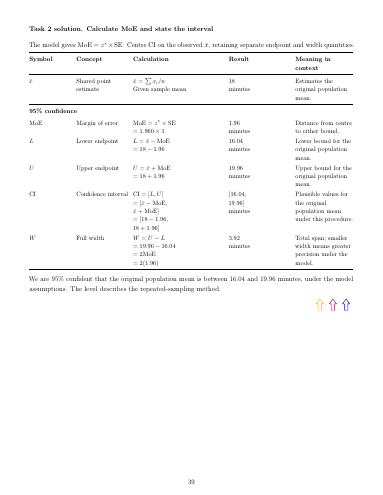 Task 2 solution. Calculate MoE and state the interval
The model gives MoE = z* × SE. Centre CI on the observed x̄, retaining separate endpoint and width quantities.
Symbol Concept Calculation Result Meaning in
context
x̄ Shared point x̄ = ∑ xᵢ/n 18 Estimates the
estimate Given sample mean minutes original population
mean.
95% confidence
MoE Margin of error MoE = z* × SE 1.96 Distance from centre
= 1.960 × 1 minutes to either bound.
L Lower endpoint L = x̄ − MoE 16.04 Lower bound for the
= 18 − 1.96 minutes original population
mean.
U Upper endpoint U = x̄ + MoE 19.96 Upper bound for the
= 18 + 1.96 minutes original population
mean.
CI Confidence interval CI = [L, U] [16.04, Plausible values for
= [x̄ − MoE, 19.96] the original
x̄ + MoE] minutes population mean
= [18 − 1.96, under this procedure.
18 + 1.96]
W Full width W = U − L 3.92 Total span; smaller
= 19.96 − 16.04 minutes width means greater
= 2MoE precision under the
= 2(1.96) model.
We are 95% confident that the original population mean is between 16.04 and 19.96 minutes, under the model
assumptions. The level describes the repeated-sampling method.
39